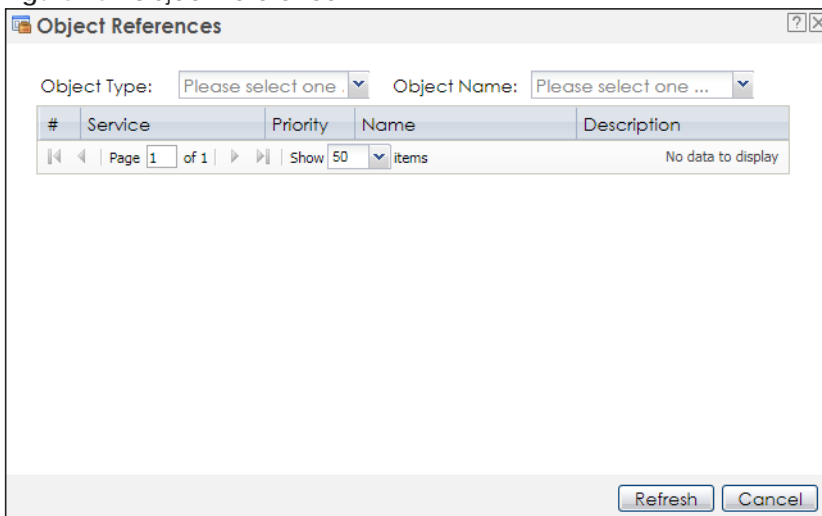 Object References
Object Type: Please select one . Object Name: Please select one ...
# Service Priority Name Description
Page 1 of 1 Show 50 items No data to display
Refresh Cancel